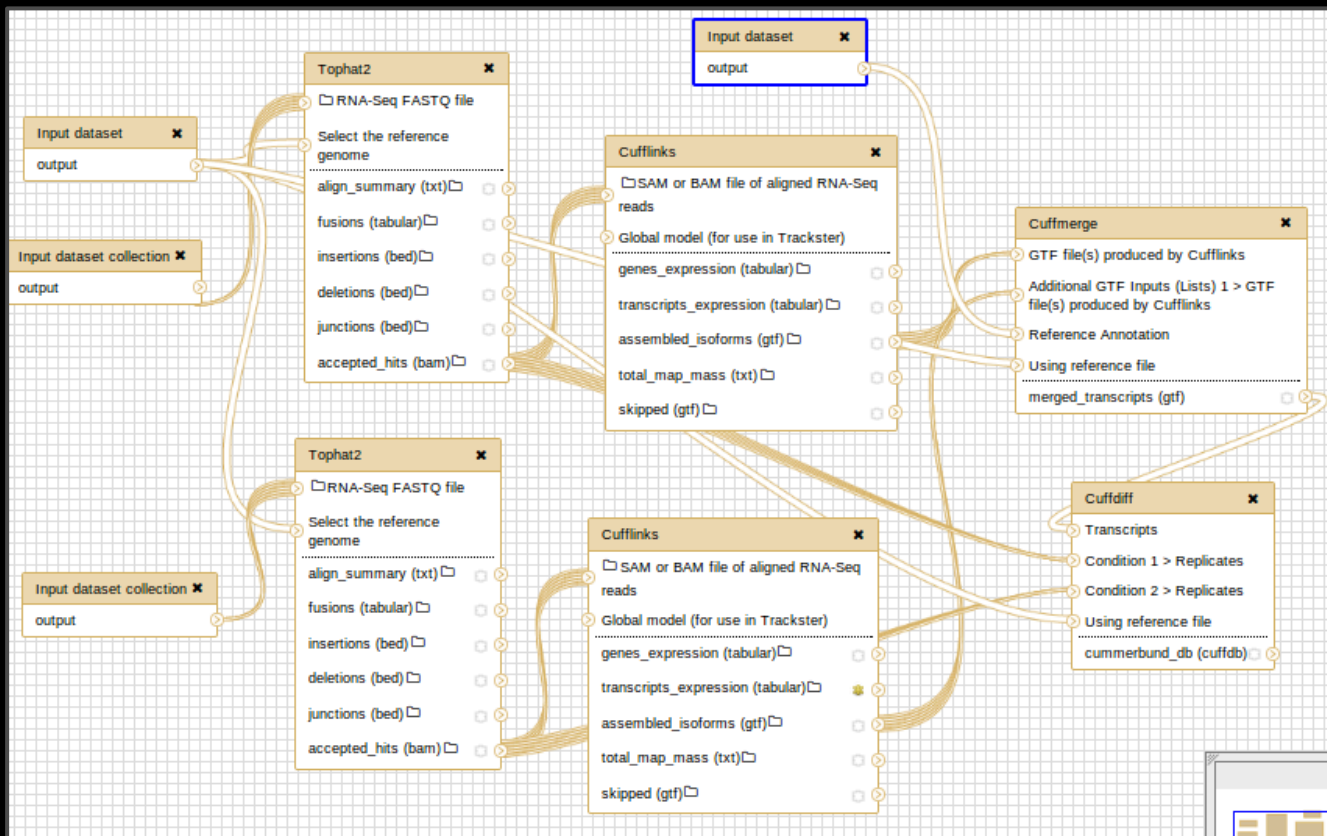 Input dataset
output
Tophat2
RNA-Seq FASTQ file
Select the reference
genome
align_summary (txt)
fusions (tabular)
insertions (bed)
deletions (bed)
junctions (bed)
accepted_hits (bam)
Input dataset
output
Input dataset collection
output
Cufflinks
SAM or BAM file of aligned RNA-Seq
reads
Global model (for use in Trackster)
genes_expression (tabular)
transcripts_expression (tabular)
assembled_isoforms (gtf)
total_map_mass (txt)
skipped (gtf)
Cuffmerge
GTF file(s) produced by Cufflinks
Additional GTF Inputs (Lists) 1 > GTF
file(s) produced by Cufflinks
Reference Annotation
Using reference file
merged_transcripts (gtf)
Tophat2
RNA-Seq FASTQ file
Select the reference
genome
align_summary (txt)
fusions (tabular)
insertions (bed)
deletions (bed)
junctions (bed)
accepted_hits (bam)
Input dataset collection
output
Cufflinks
SAM or BAM file of aligned RNA-Seq
reads
Global model (for use in Trackster)
genes_expression (tabular)
transcripts_expression (tabular)
assembled_isoforms (gtf)
total_map_mass (txt)
skipped (gtf)
Cuffdiff
Transcripts
Condition 1 > Replicates
Condition 2 > Replicates
Using reference file
cummerbund_db (cuffdb)